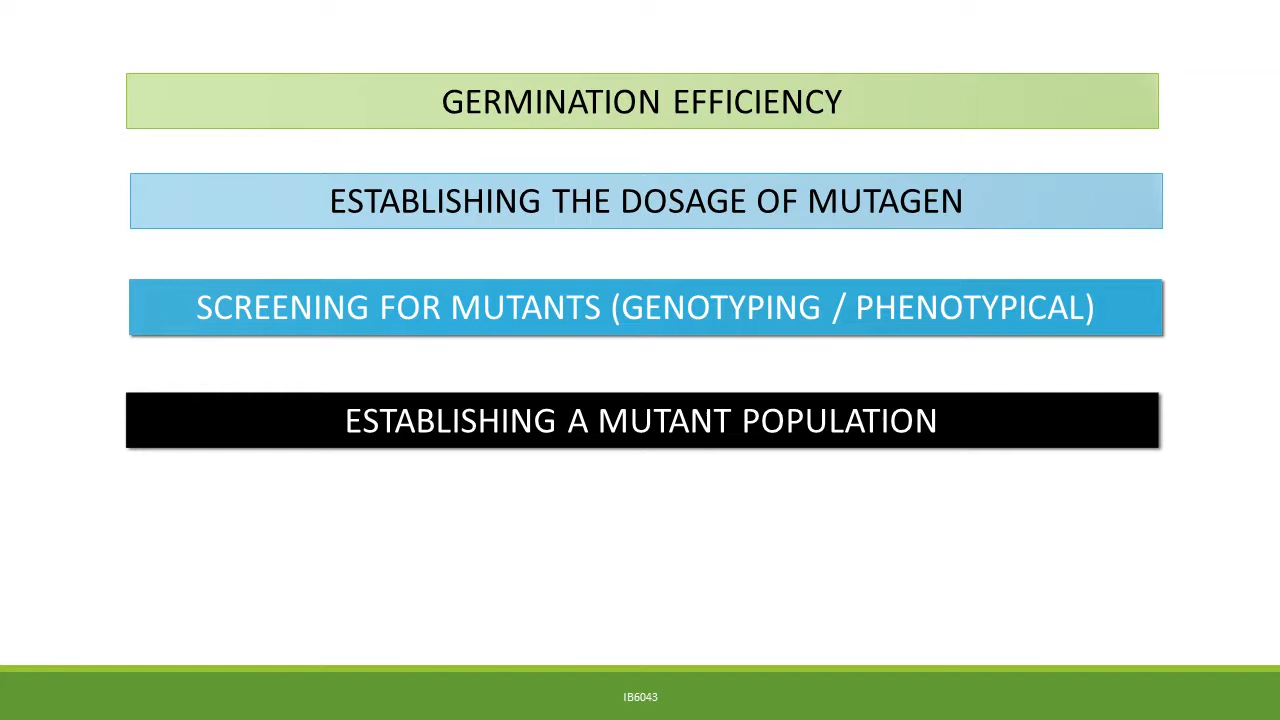 GERMINATION EFFICIENCY
ESTABLISHING THE DOSAGE OF MUTAGEN
SCREENING FOR MUTANTS (GENOTYPING / PHENOTYPICAL)
ESTABLISHING A MUTANT POPULATION
IB6043